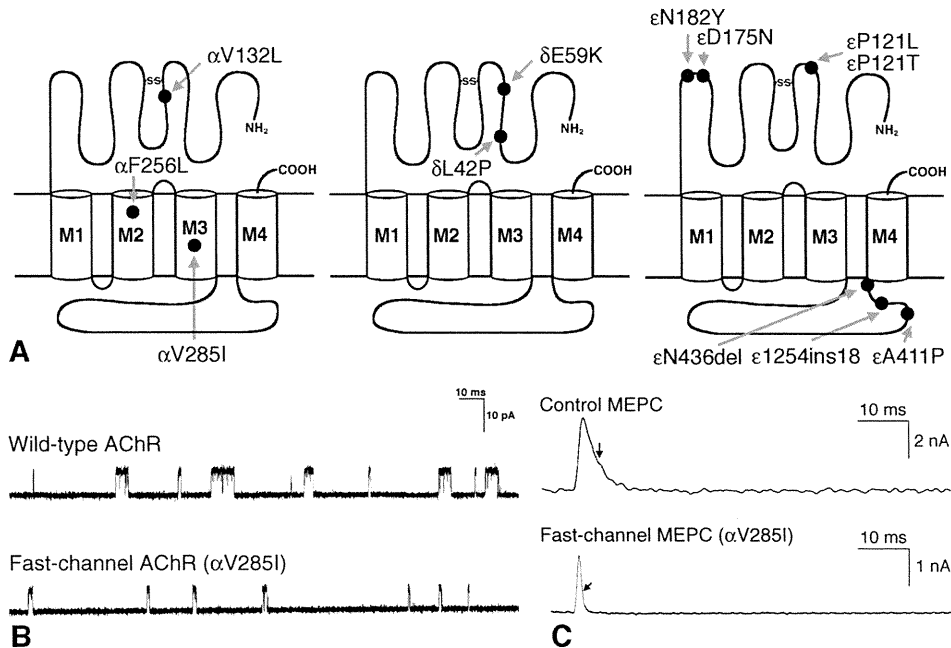 αV132L
ss
NH₂
αF256L
COOH
M1 M2 M3 M4
αV285I
δE59K
ss
NH₂
δL42P
COOH
M1 M2 M3 M4
εN182Y
εD175N
εP121L
εP121T
ss
NH₂
COOH
M1 M2 M3 M4
εN436del ε1254ins18 εA411P
A
10 ms
10 pA
Wild-type AChR
Fast-channel AChR (αV285I)
B
Control MEPC
10 ms
2 nA
Fast-channel MEPC (αV285I)
10 ms
1 nA
C